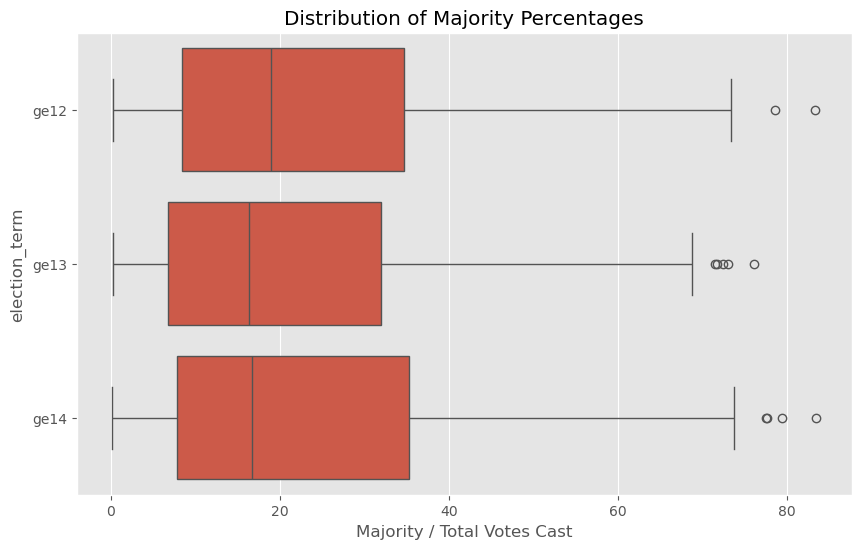 Distribution of Majority Percentages
election_term
ge12
ge13
ge14
0 20 40 60 80
Majority / Total Votes Cast